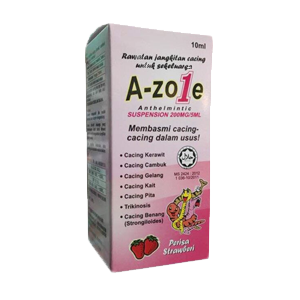 10ml
Rawatan jangkitan cacing
untuk sekeluarga
A-zo1e
Anthelmintic
SUSPENSION 200MG/5ML
Membasmi cacing-
cacing dalam usus!
• Cacing Kerawit
• Cacing Cambuk
• Cacing Gelang
• Cacing Kait
• Cacing Pita
• Trikinosis
• Cacing Benang
(Strongiloides)
Perisa
Strawberi